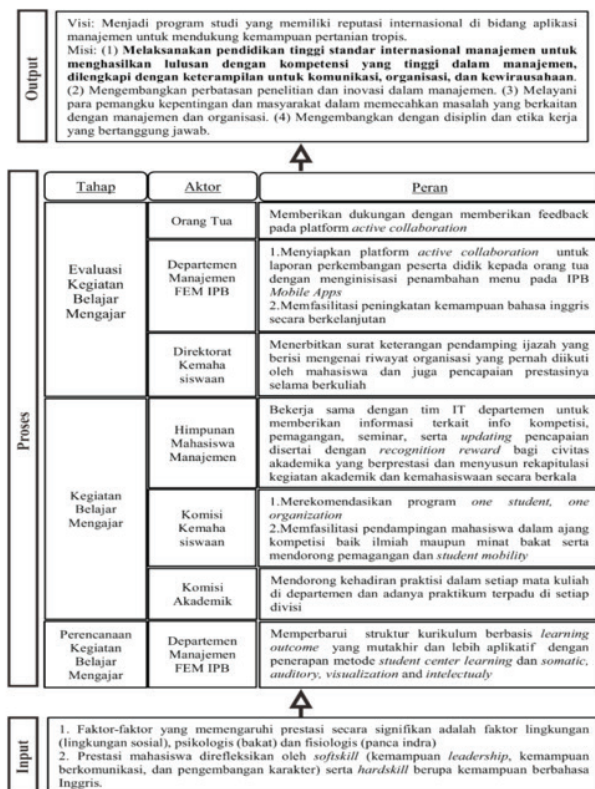 Output
Visi: Menjadi program studi yang memiliki reputasi internasional di bidang aplikasi
manajemen untuk mendukung kemampuan pertanian tropis.
Misi: (1) Melaksanakan pendidikan tinggi standar internasional manajemen untuk
menghasilkan lulusan dengan kompetensi yang tinggi dalam manajemen,
dilengkapi dengan keterampilan untuk komunikasi, organisasi, dan kewirausahaan.
(2) Mengembangkan perbatasan penelitian dan inovasi dalam manajemen. (3) Melayani
para pemangku kepentingan dan masyarakat dalam memecahkan masalah yang berkaitan
dengan manajemen dan organisasi. (4) Mengembangkan dengan disiplin dan etika kerja
yang bertanggung jawab.
Proses
Tahap
Aktor
Peran
Evaluasi
Kegiatan
Belajar
Mengajar
Orang Tua
Memberikan dukungan dengan memberikan feedback
pada platform active collaboration
Departemen
Manajemen
FEM IPB
1.Menyiapkan platform active collaboration untuk
laporan perkembangan peserta didik kepada orang tua
dengan menginisisasi penambahan menu pada IPB
Mobile Apps
2.Memfasilitasi peningkatan kemampuan bahasa inggris
secara berkelanjutan
Direktorat
Kemaha
siswaan
Menerbitkan surat keterangan pendamping ijazah yang
berisi mengenai riwayat organisasi yang pernah diikuti
oleh mahasiswa dan juga pencapaian prestasinya
selama berkuliah
Kegiatan
Belajar
Mengajar
Himpunan
Mahasiswa
Manajemen
Bekerja sama dengan tim IT departemen untuk
memberikan informasi terkait info kompetisi,
pemagangan, seminar, serta updating pencapaian
disertai dengan recognition reward bagi civitas
akademika yang berprestasi dan menyusun rekapitulasi
kegiatan akademik dan kemahasiswaan secara berkala
Komisi
Kemaha
siswaan
1.Merekomendasikan program one student, one
organization
2.Memfasilitasi pendampingan mahasiswa dalam ajang
kompetisi baik ilmiah maupun minat bakat serta
mendorong pemagangan dan student mobility
Komisi
Akademik
Mendorong kehadiran praktisi dalam setiap mata kuliah
di departemen dan adanya praktikum terpadu di setiap
divisi
Perencanaan
Kegiatan
Belajar
Mengajar
Departemen
Manajemen
FEM IPB
Memperbarui struktur kurikulum berbasis learning
outcome yang mutakhir dan lebih aplikatif dengan
penerapan metode student center learning dan somatic,
auditory, visualization and intelectualy
Input
1. Faktor-faktor yang memengaruhi prestasi secara signifikan adalah faktor lingkungan
(lingkungan sosial), psikologis (bakat) dan fisiologis (panca indra)
2. Prestasi mahasiswa direfleksikan oleh softskill (kemampuan leadership, kemampuan
berkomunikasi, dan pengembangan karakter) serta hardskill berupa kemampuan berbahasa
Inggris.